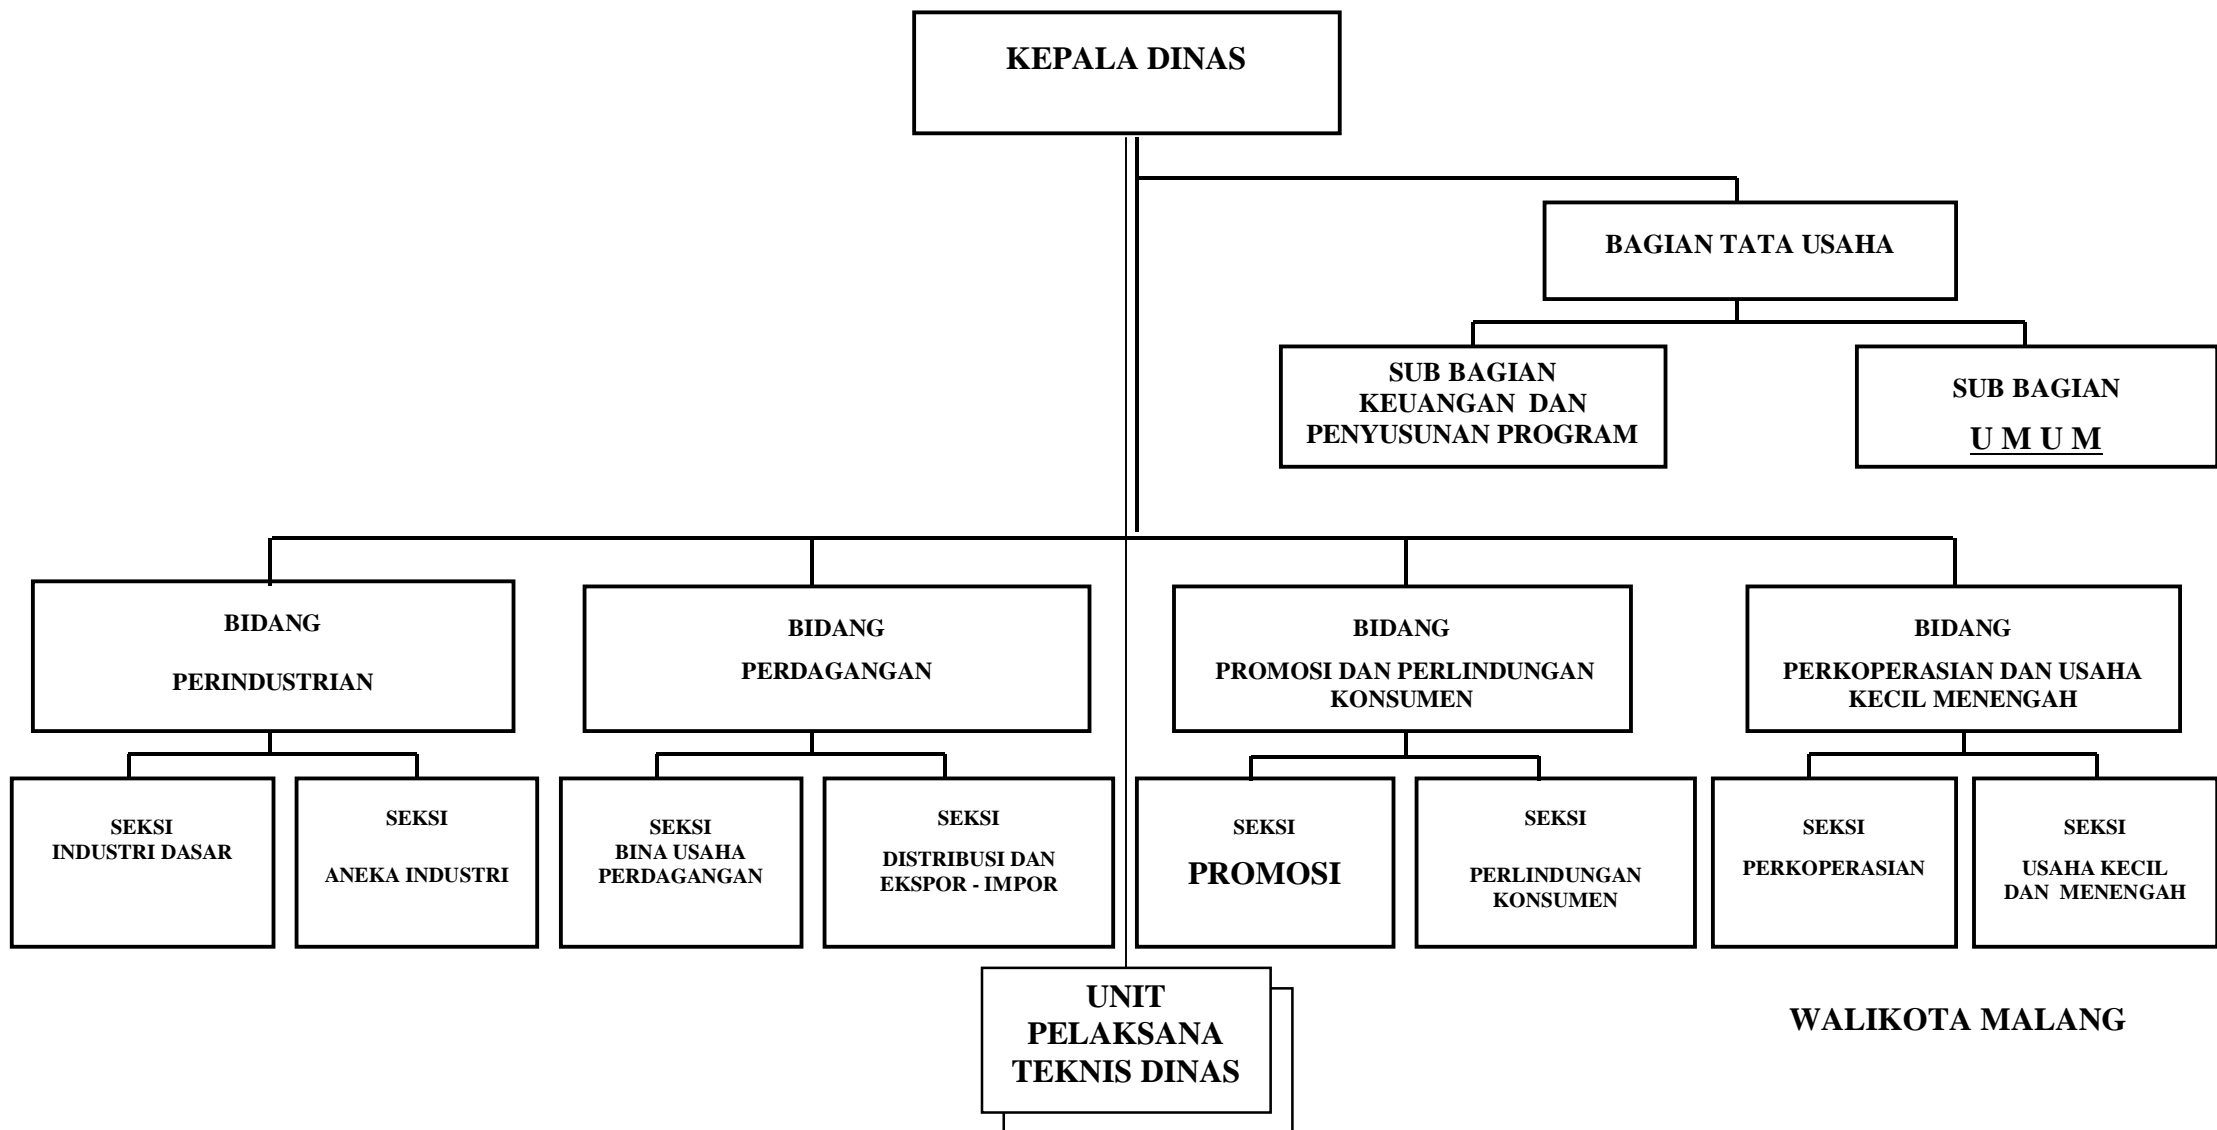 KEPALA DINAS
BAGIAN TATA USAHA
SUB BAGIAN
KEUANGAN DAN
PENYUSUNAN PROGRAM
SUB BAGIAN
U M U M
BIDANG
PERINDUSTRIAN
BIDANG
PERDAGANGAN
BIDANG
PROMOSI DAN PERLINDUNGAN
KONSUMEN
BIDANG
PERKOPERASIAN DAN USAHA
KECIL MENENGAH
SEKSI
INDUSTRI DASAR
SEKSI
ANEKA INDUSTRI
SEKSI
BINA USAHA
PERDAGANGAN
SEKSI
DISTRIBUSI DAN
EKSPOR - IMPOR
SEKSI
PROMOSI
SEKSI
PERLINDUNGAN
KONSUMEN
SEKSI
PERKOPERASIAN
SEKSI
USAHA KECIL
DAN MENENGAH
UNIT
PELAKSANA
TEKNIS DINAS
WALIKOTA MALANG